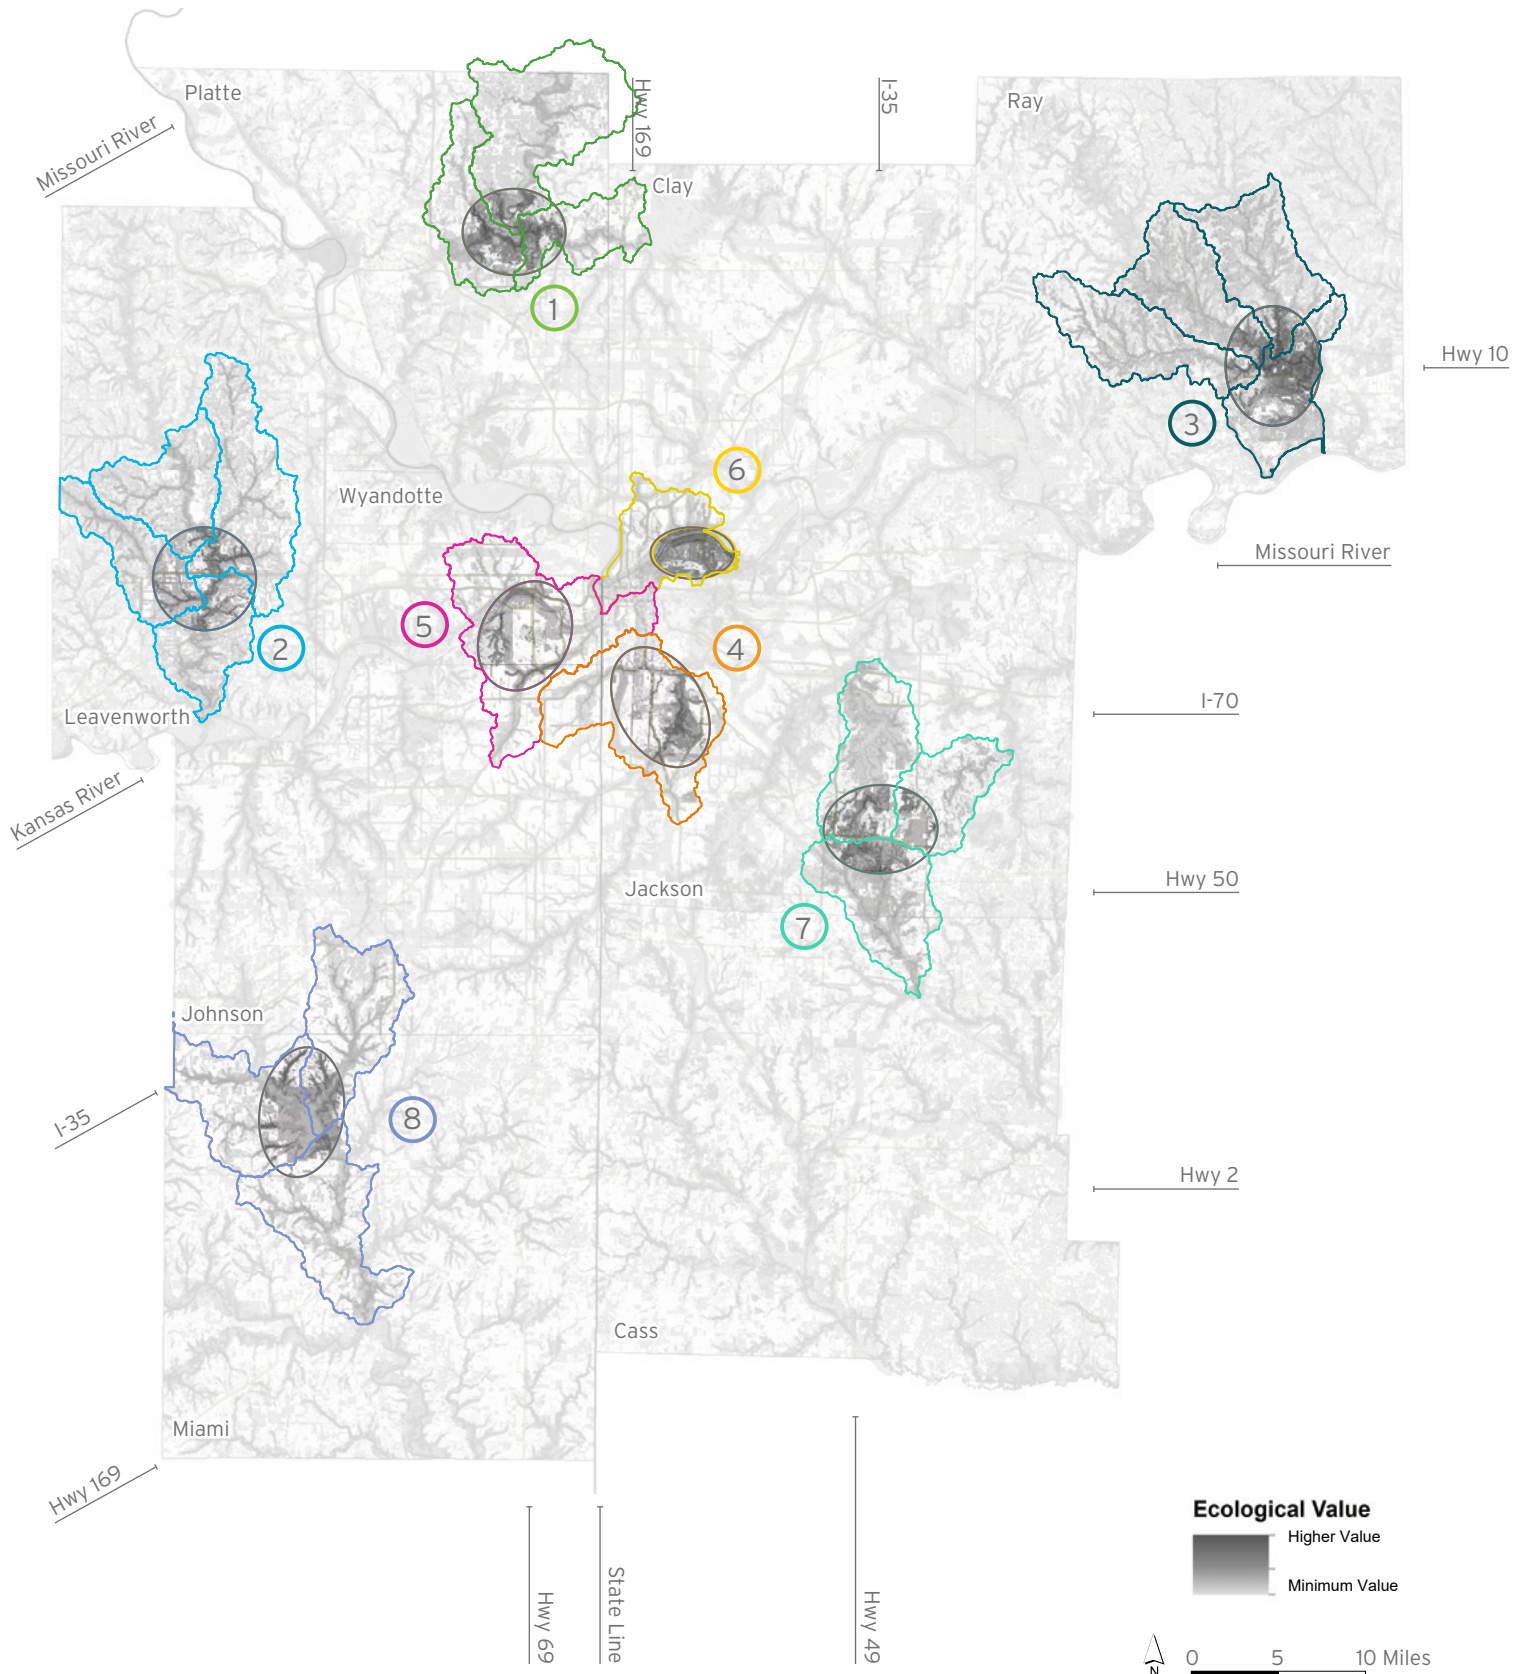 Platte
Missouri River
Hwy 169
I-35
Ray
Clay
1
Hwy 10
3
Wyandotte
6
Missouri River
5
4
2
I-70
Leavenworth
Kansas River
Hwy 50
Jackson
7
Johnson
I-35
8
Hwy 2
Cass
Miami
Hwy 169
Hwy 69
State Line
Hwy 49
Ecological Value
Higher Value
Minimum Value
N
0 5 10 Miles